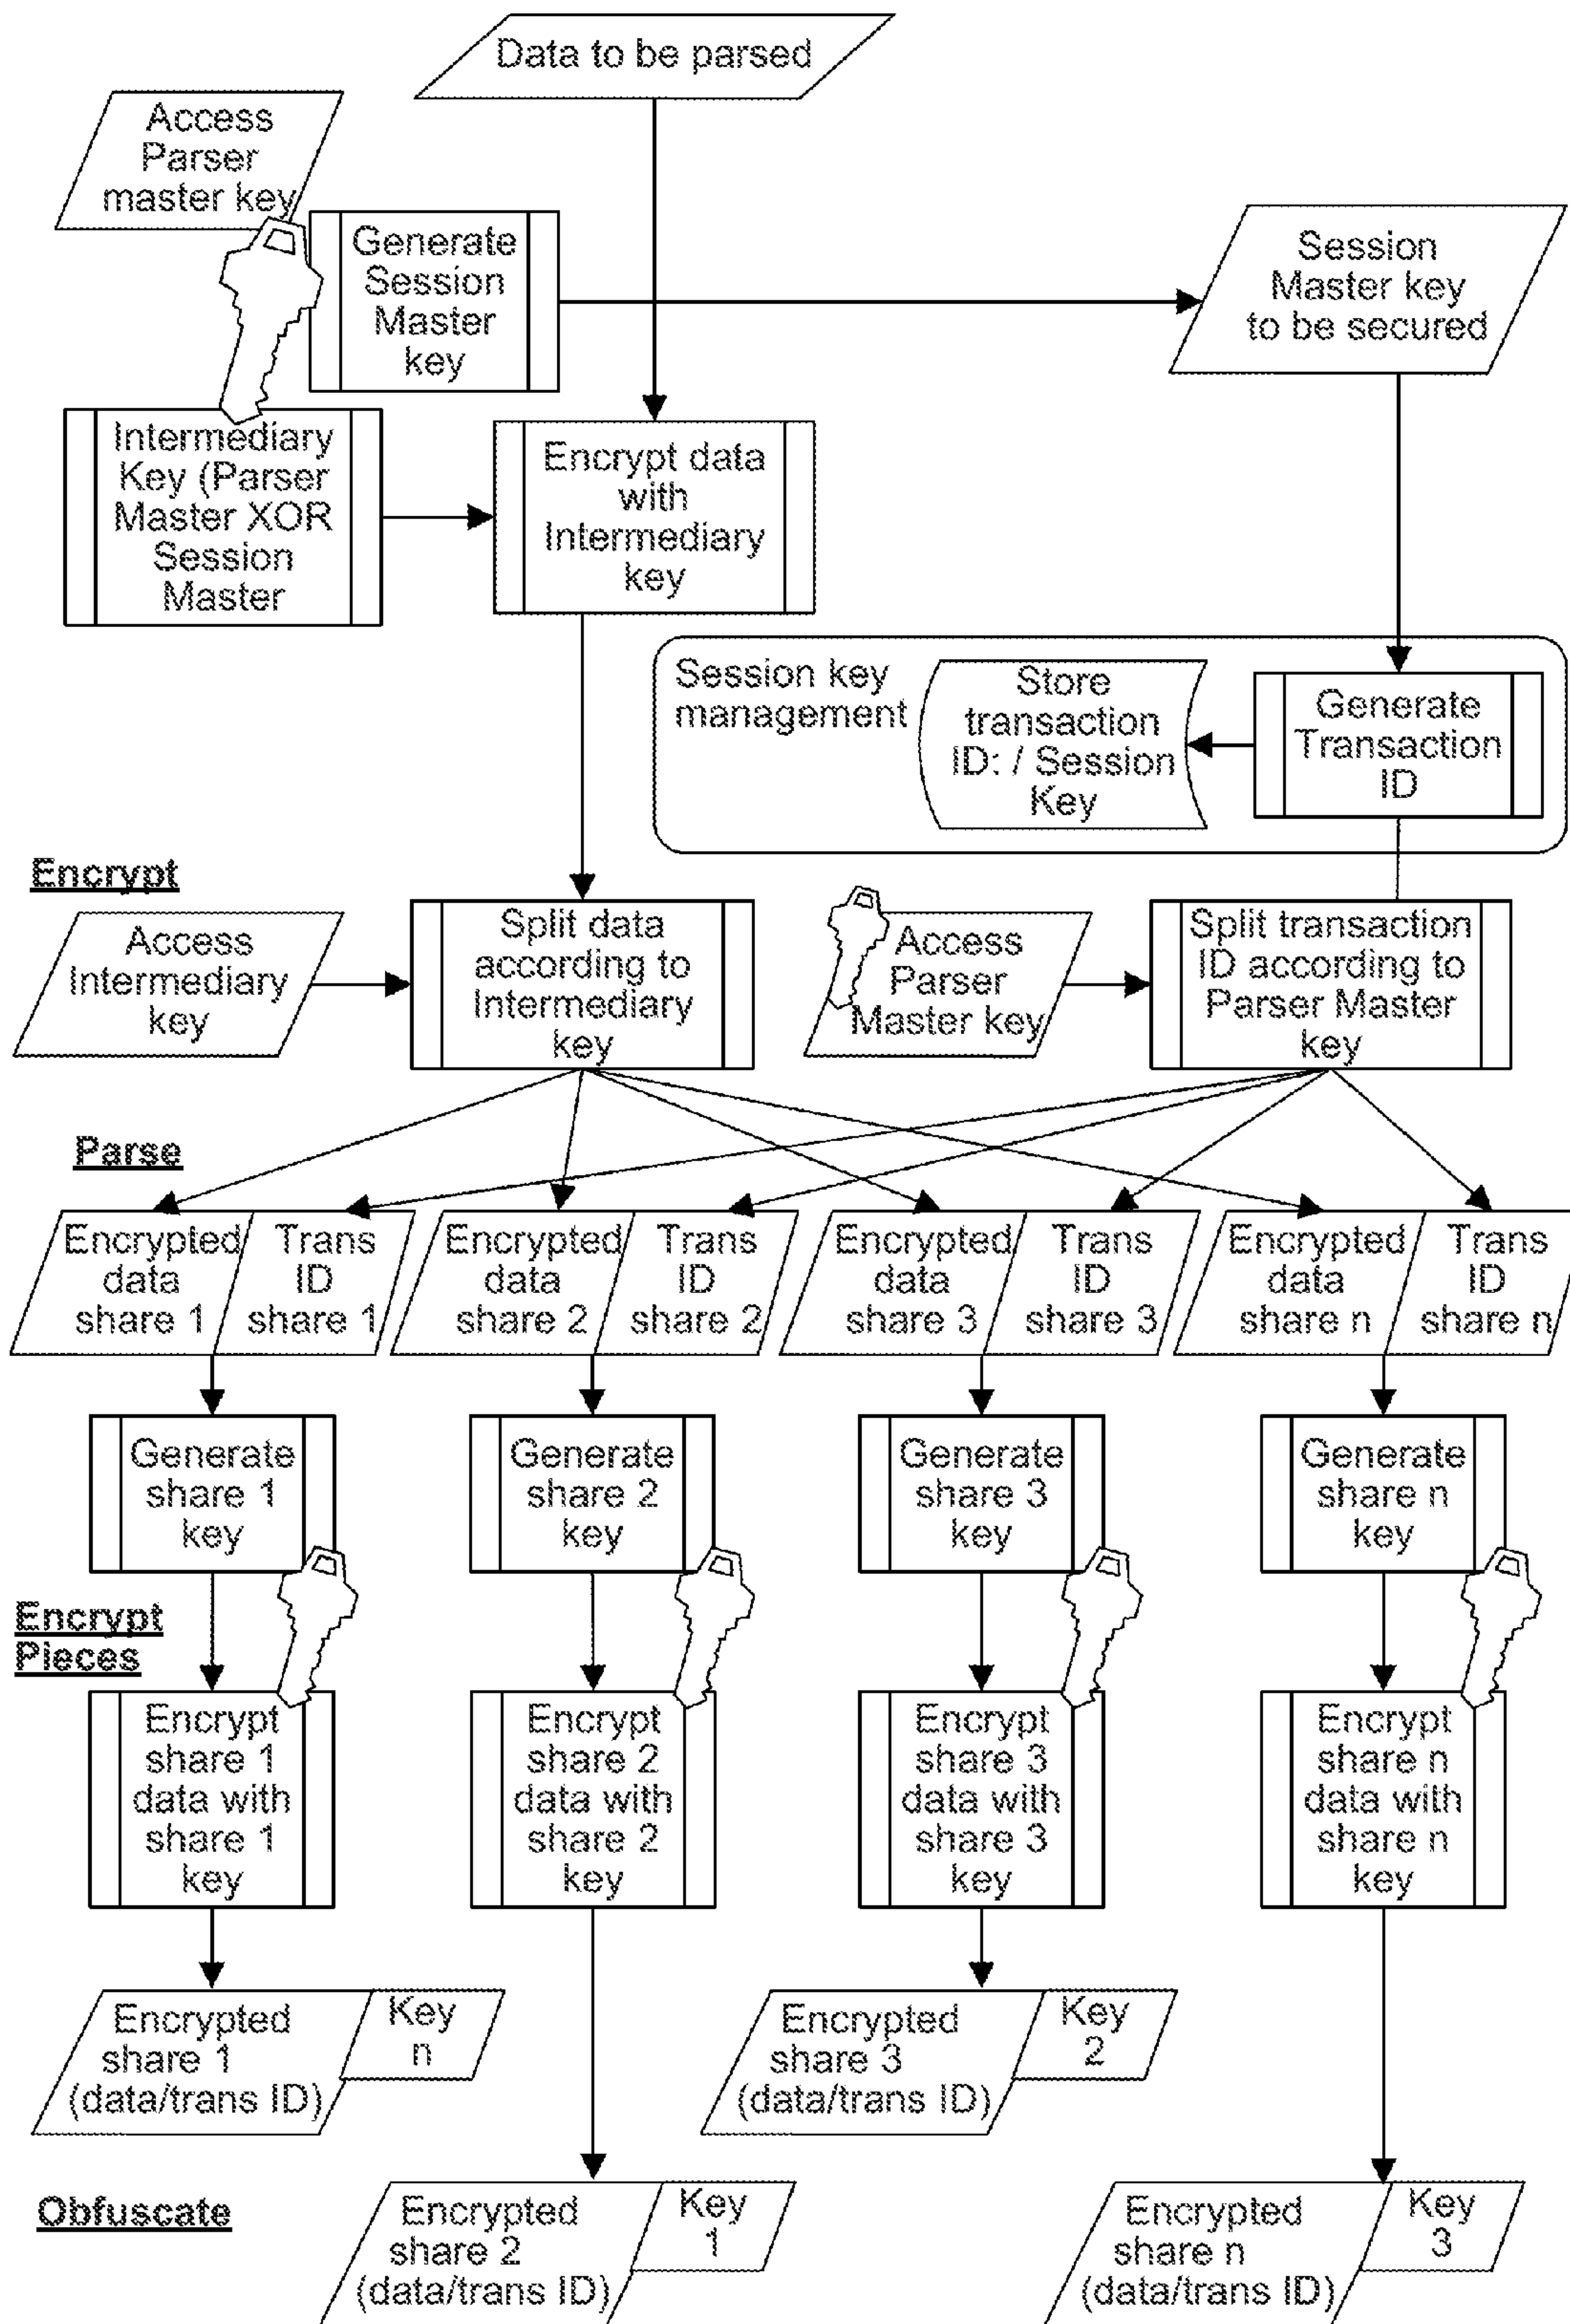 Data to be parsed
Access
Parser
master key
Generate
Session
Master
key
Session
Master key
to be secured
Intermediary
Key (Parser
Master XOR
Session
Master
Encrypt data
with
Intermediary
key
Session key
management
Store
transaction
ID: / Session
Key
Generate
Transaction
ID
Encrypt
Access
Intermediary
key
Split data
according to
Intermediary
key
Access
Parser
Master key
Split transaction
ID according to
Parser Master
key
Parse
Encrypted
data
share 1
Trans
ID
share 1
Encrypted
data
share 2
Trans
ID
share 2
Encrypted
data
share 3
Trans
ID
share 3
Encrypted
data
share n
Trans
ID
share n
Generate
share 1
key
Generate
share 2
key
Generate
share 3
key
Generate
share n
key
Encrypt
Pieces
Encrypt
share 1
data with
share 1
key
Encrypt
share 2
data with
share 2
key
Encrypt
share 3
data with
share 3
key
Encrypt
share n
data with
share n
key
Encrypted
share 1
(data/trans ID)
Key
n
Encrypted
share 3
(data/trans ID)
Key
2
Obfuscate
Encrypted
share 2
(data/trans ID)
Key
1
Encrypted
share n
(data/trans ID)
Key
3